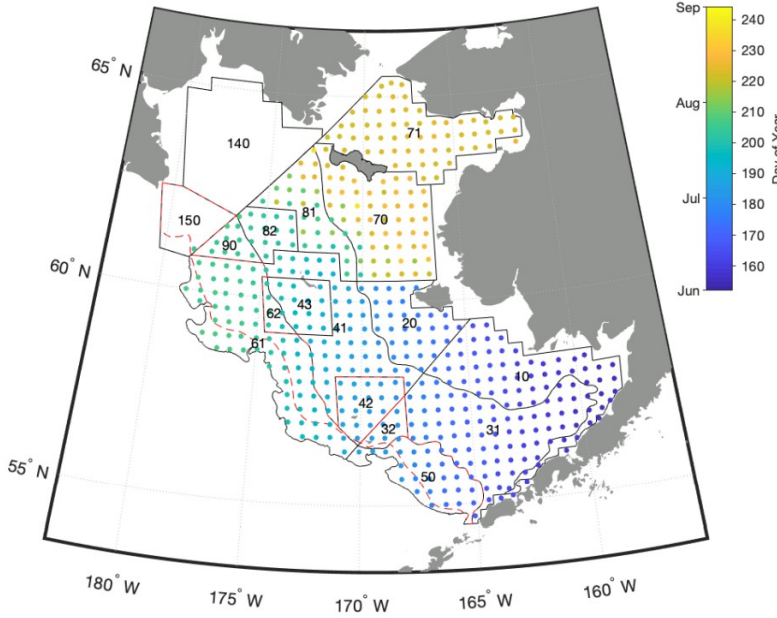 Sep
240
65° N
230
71
220
Aug
140
210
Day of Year
200
81
70
150
82
190
Jul
90
180
170
60° N
43
160
62
20
Jun
41
61
10
42
32
31
55° N
50
180° W
175° W
170° W
165° W
160° W